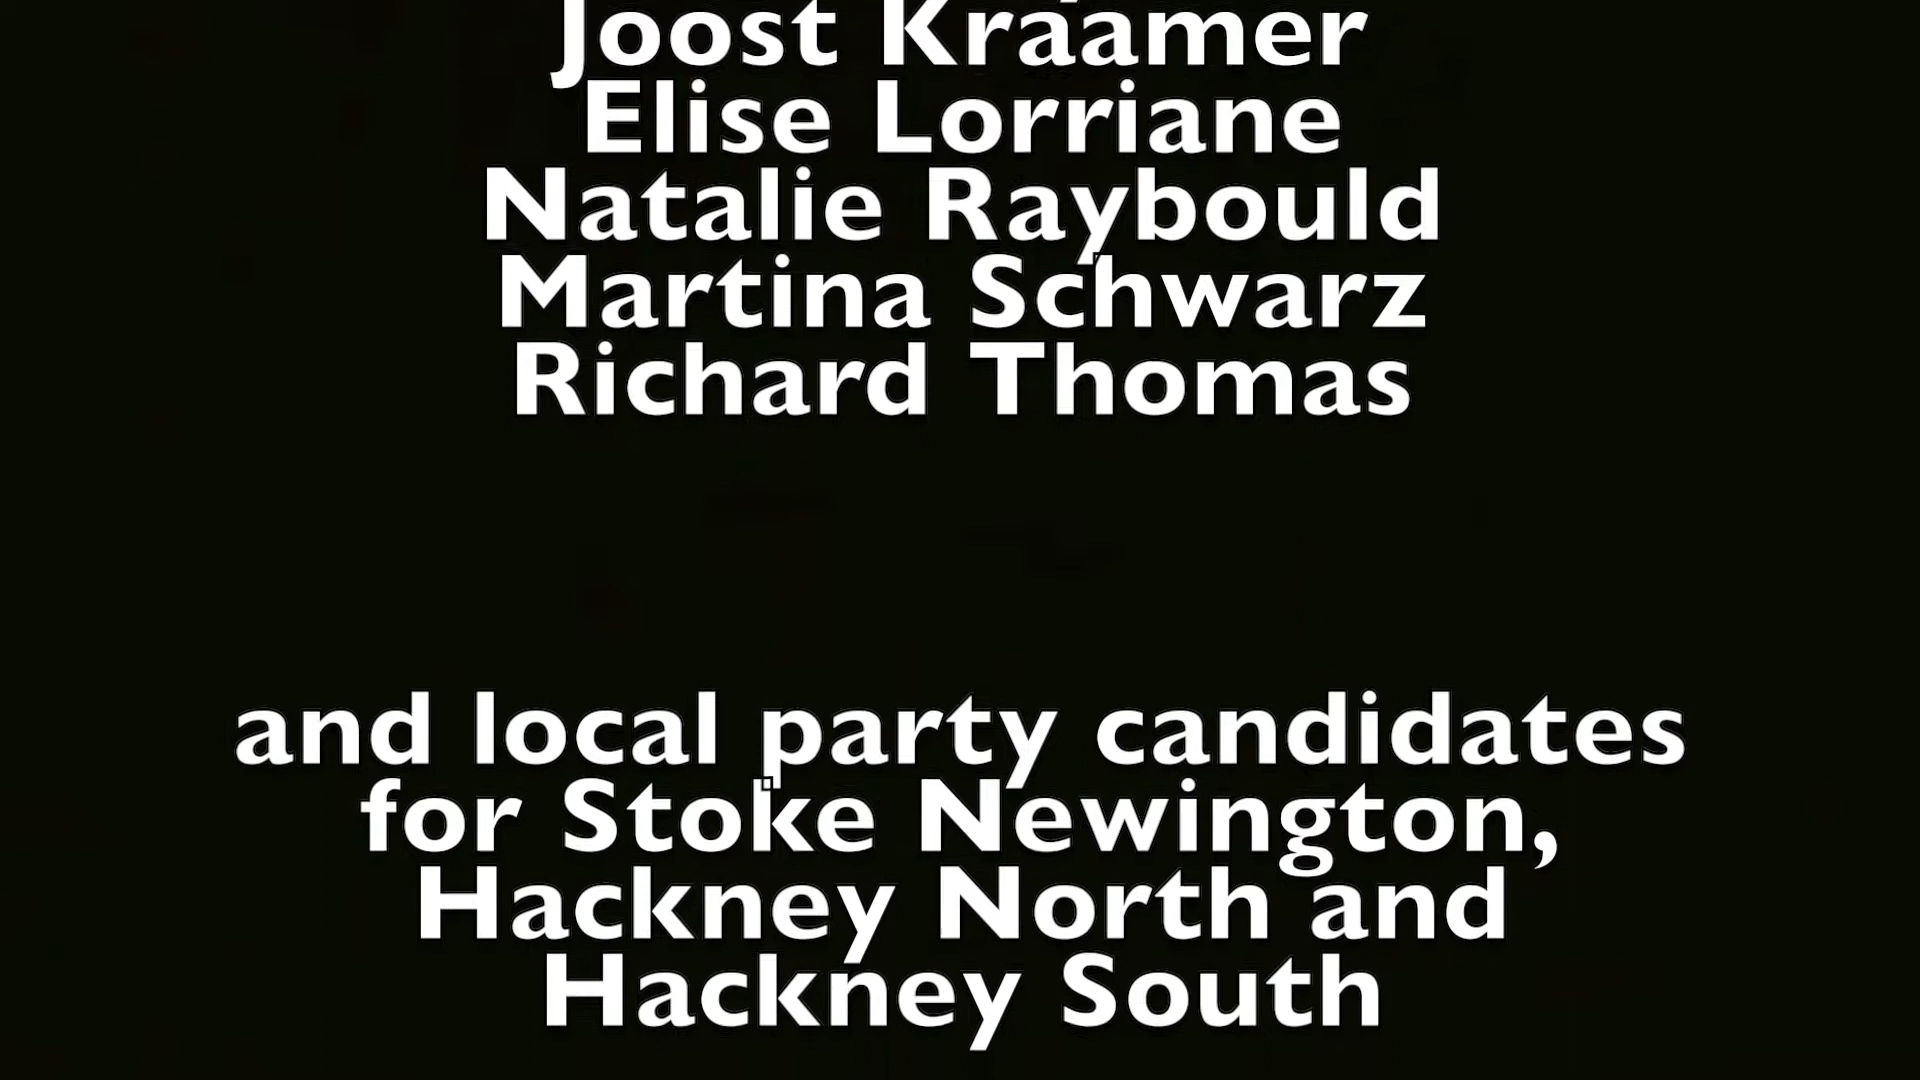 Joost Kraamer
Elise Lorriane
Natalie Raybould
Martina Schwarz
Richard Thomas
and local party candidates
for Stoke Newington,
Hackney North and
Hackney South